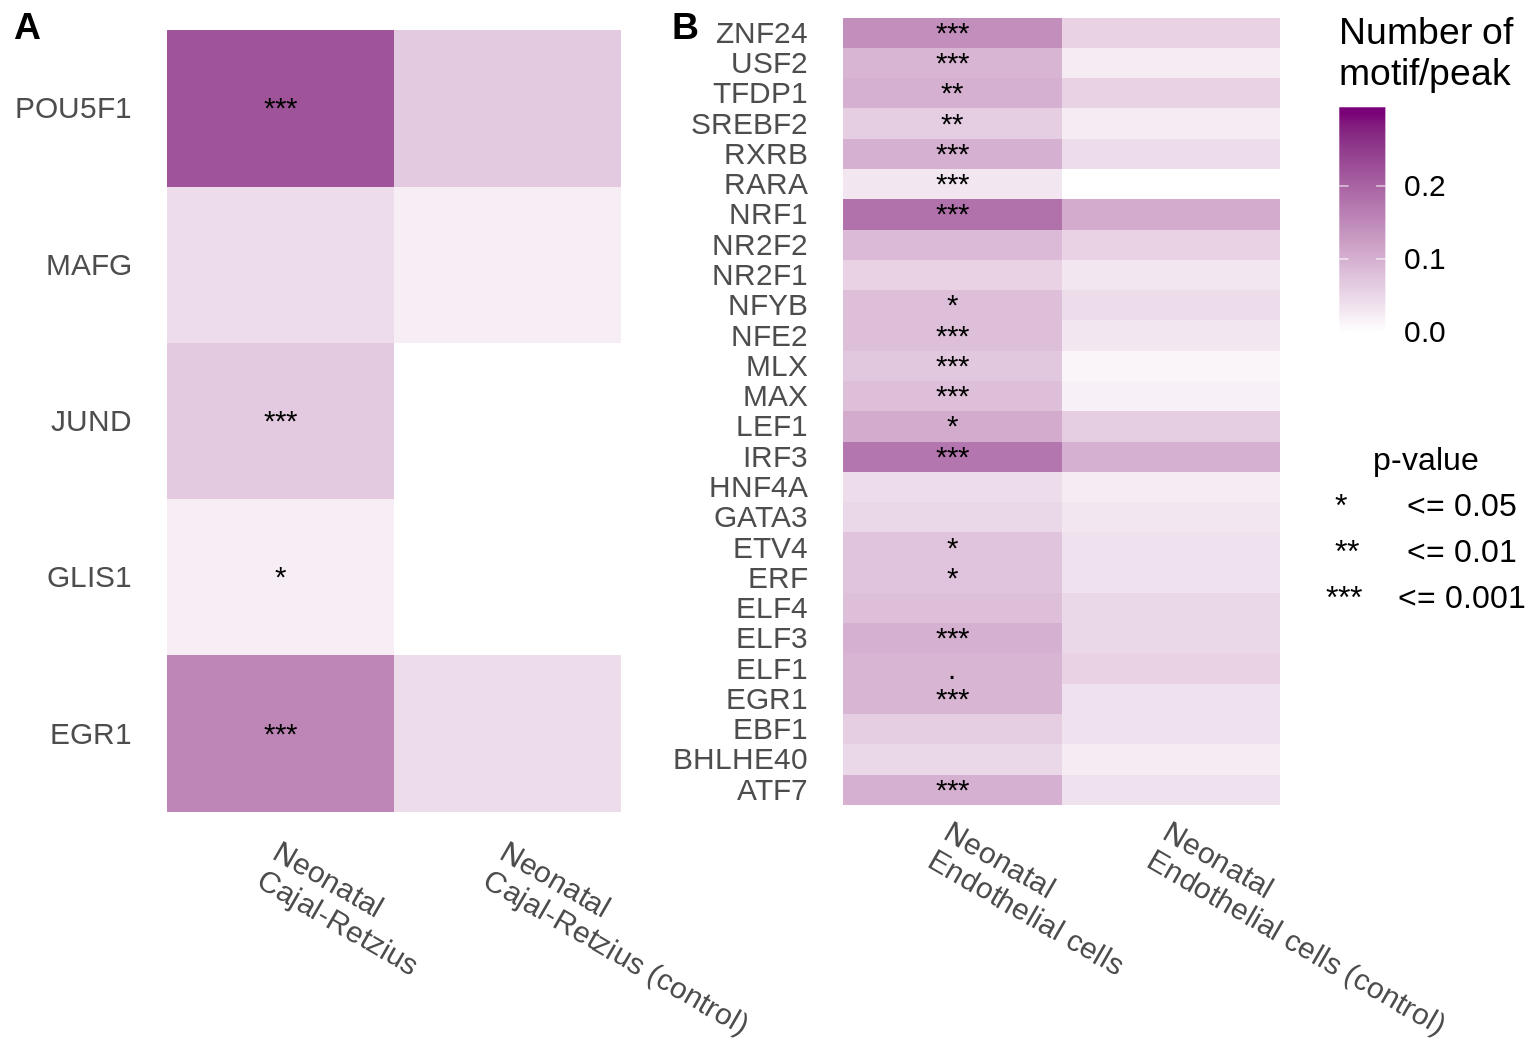 A
POU5F1 ***
MAFG
JUND ***
GLIS1 *
EGR1 ***
Neonatal
Cajal-Retzius
Neonatal
Cajal-Retzius (control)
B
ZNF24 ***
USF2 ***
TFDP1 **
SREBF2 **
RXRB ***
RARA ***
NRF1 ***
NR2F2
NR2F1
NFYB *
NFE2 ***
MLX ***
MAX ***
LEF1 *
IRF3 ***
HNF4A
GATA3
ETV4 *
ERF *
ELF4
ELF3 ***
ELF1 .
EGR1 ***
EBF1
BHLHE40
ATF7 ***
Neonatal
Endothelial cells
Neonatal
Endothelial cells (control)
Number of
motif/peak
0.2
0.1
0.0
p-value
* <= 0.05
** <= 0.01
*** <= 0.001